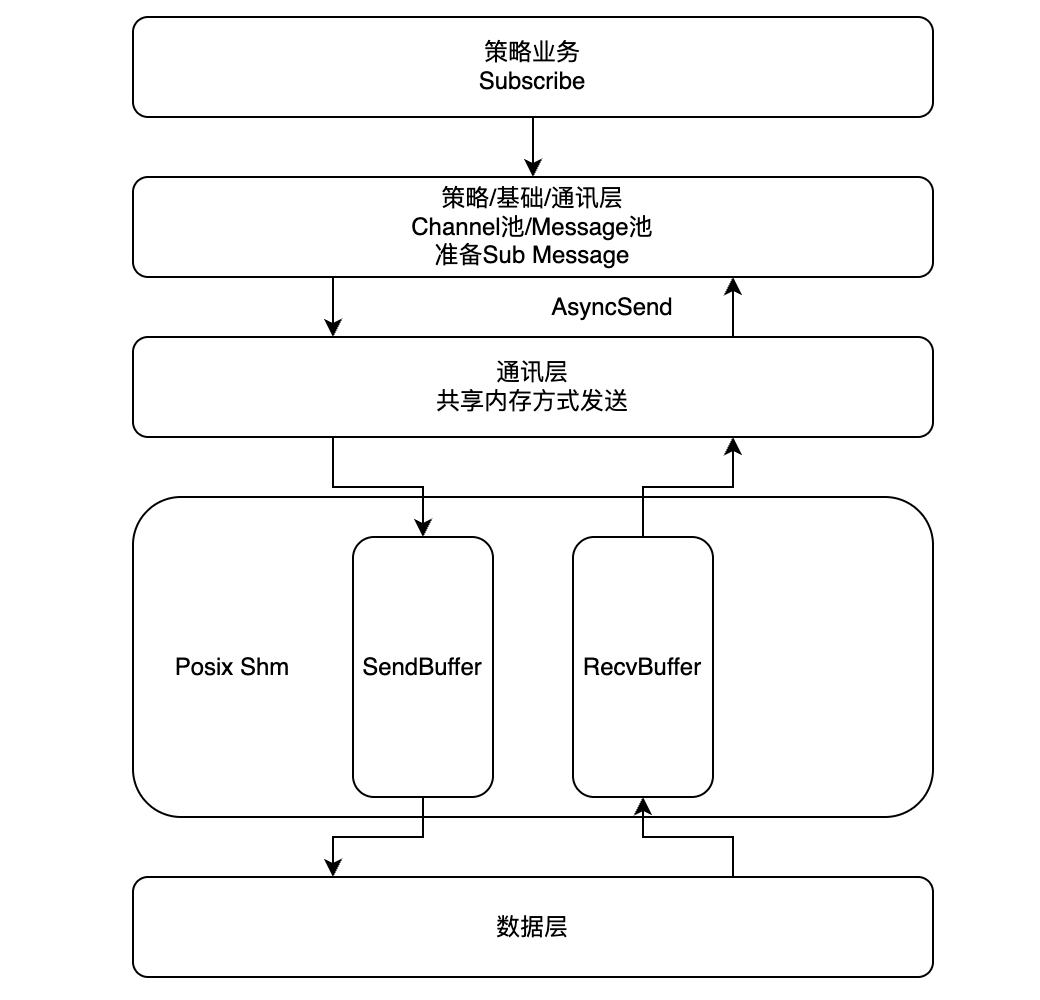 策略业务
Subscribe
策略/基础/通讯层
Channel池/Message池
准备Sub Message
AsyncSend
通讯层
共享内存方式发送
Posix Shm
SendBuffer
RecvBuffer
数据层